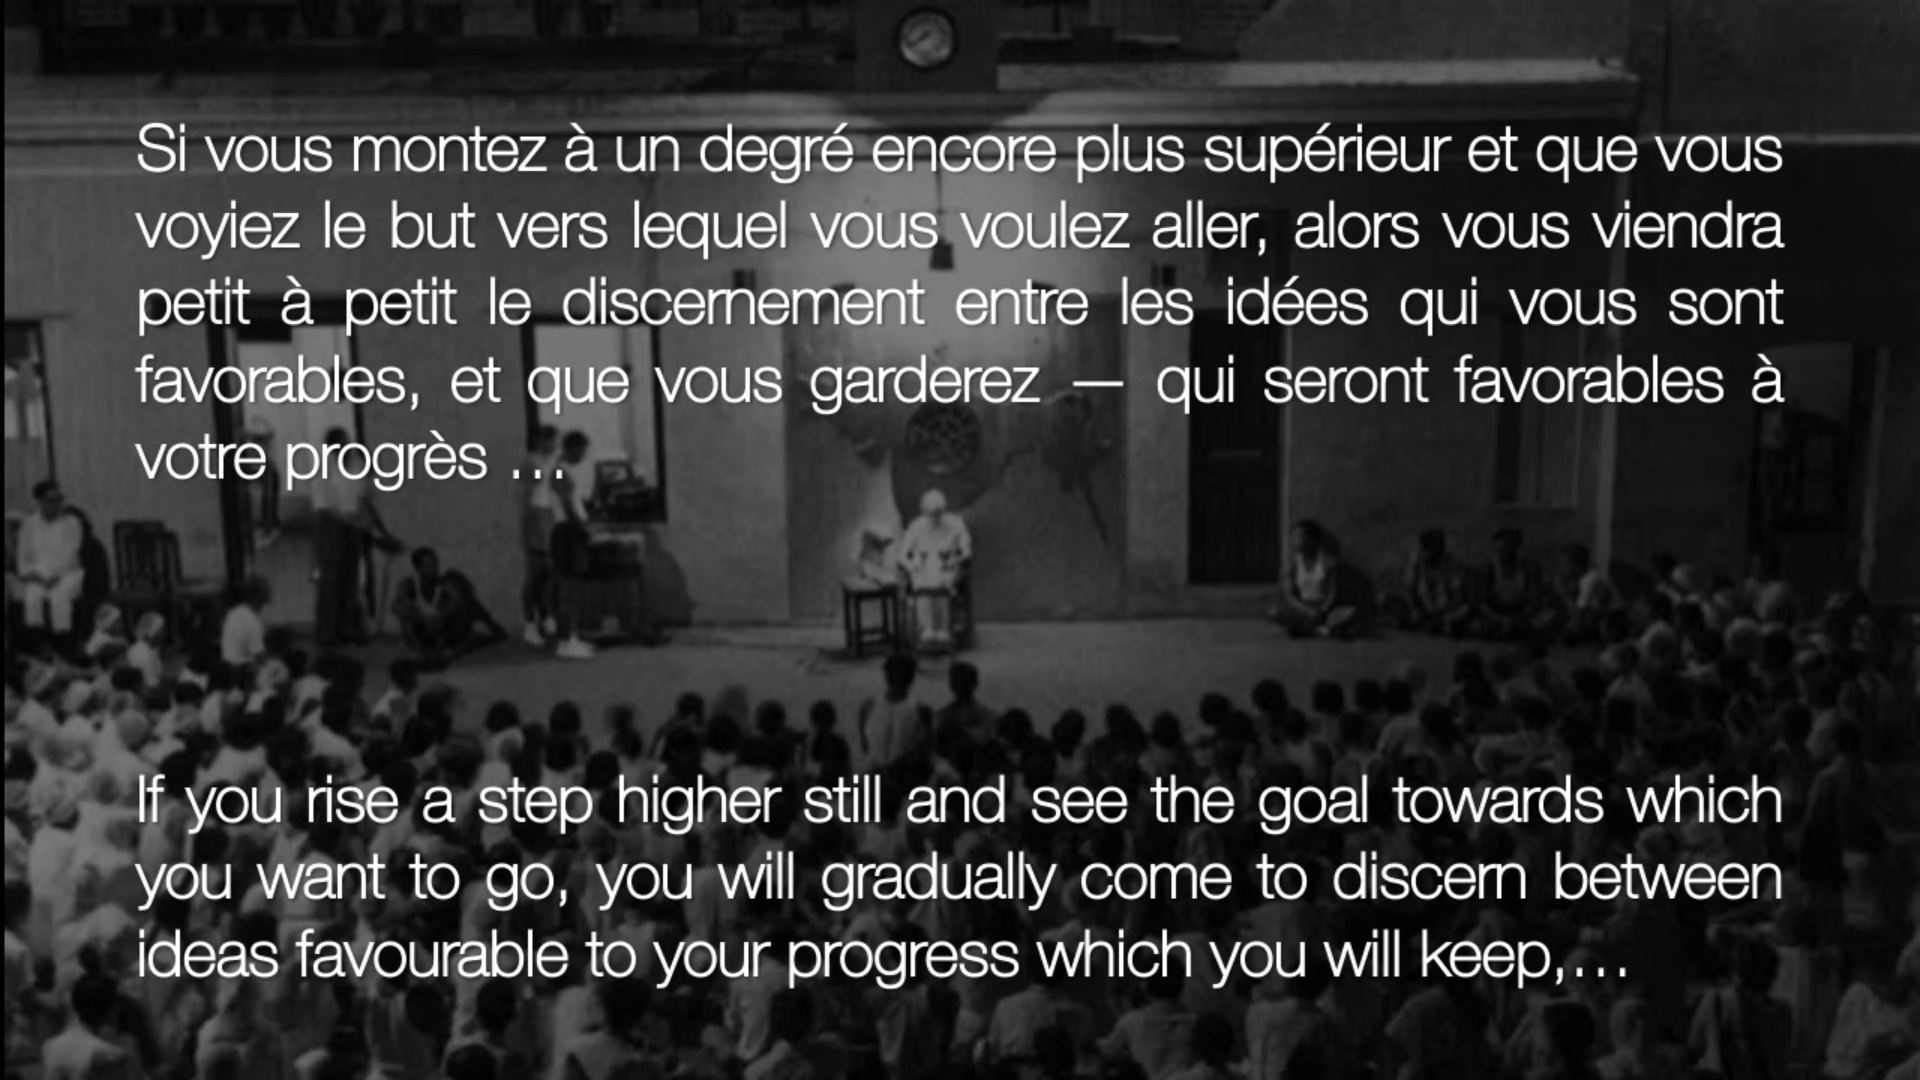 Si vous montez à un degré encore plus supérieur et que vous
voyiez le but vers lequel vous voulez aller, alors vous viendra
petit à petit le discernement entre les idées qui vous sont
favorables, et que vous garderez — qui seront favorables à
votre progrès …
If you rise a step higher still and see the goal towards which
you want to go, you will gradually come to discern between
ideas favourable to your progress which you will keep,…